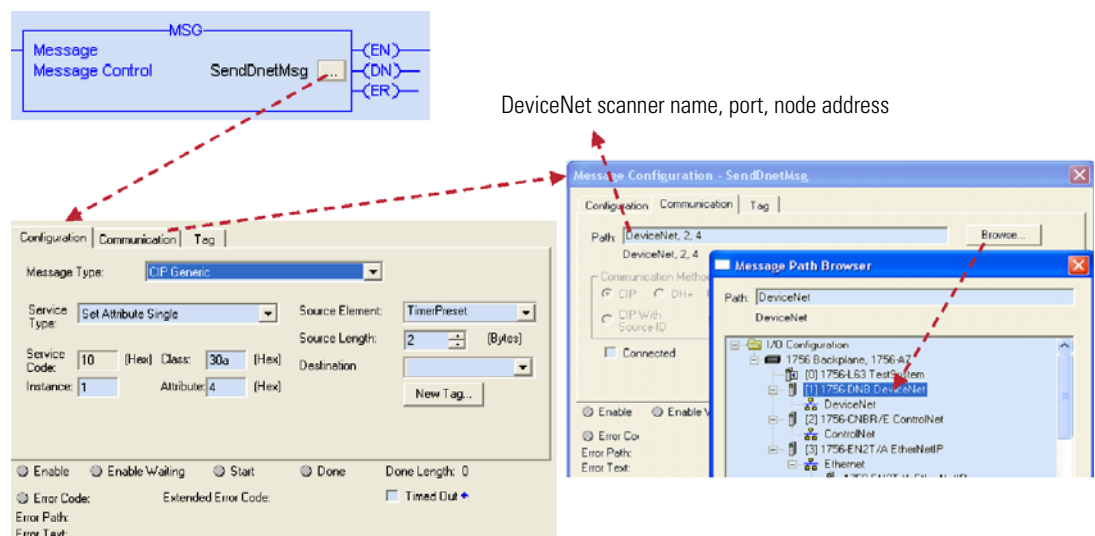 MSG
Message
Message Control SendDnetMsg ...
(EN)
(DN)
(ER)
DeviceNet scanner name, port, node address
Configuration Communication Tag
Message Type: CIP Generic
Service Type: Set Attribute Single
Source Element: TimerPreset
Source Length: 2 (Bytes)
Service Code: 10 (Hex) Class: 30a (Hex)
Destination
Instance: 1 Attribute: 4 (Hex)
New Tag...
Enable Enable Waiting Start Done Done Length: 0
Error Code: Extended Error Code: Timed Out
Error Path:
Error Text:
Message Configuration - SendDnetMsg
Configuration Communication Tag
Path: DeviceNet, 2, 4 Browse...
DeviceNet, 2, 4
Communication Metho
CIP DH+
CIP With Source ID
Connected
Enable Enable
Error Co
Error Path:
Error Text:
Message Path Browser
Path: DeviceNet
DeviceNet
I/O Configuration
1756 Backplane, 1756-A7
[0] 1756-L63 TestSystem
[1] 1756-DNB DeviceNet
DeviceNet
[2] 1756-CNBR/E ControlNet
ControlNet
[3] 1756-EN2T/A EtherNetIP
Ethernet